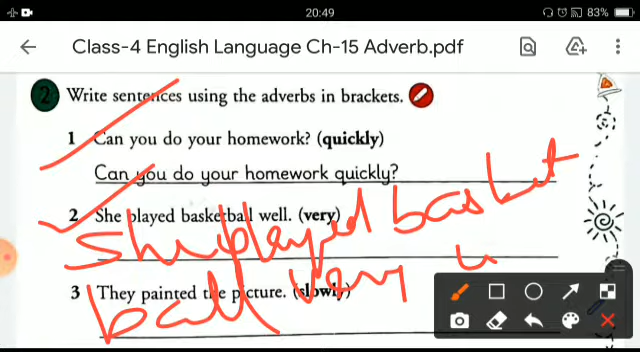 20:49
83%
Class-4 English Language Ch-15 Adverb.pdf
2 Write sentences using the adverbs in brackets.
1 Can you do your homework? (quickly)
Can you do your homework quickly?
2 She played basketball well. (very)
She played basket
3 They painted the picture. (slowly)
ball very